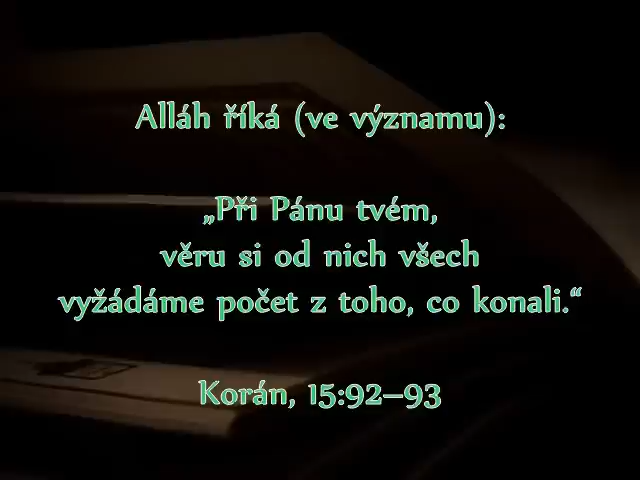 Alláh říká (ve významu):
„Při Pánu tvém,
věru si od nich všech
vyžádáme počet z toho, co konali.“
Korán, 15:92–93